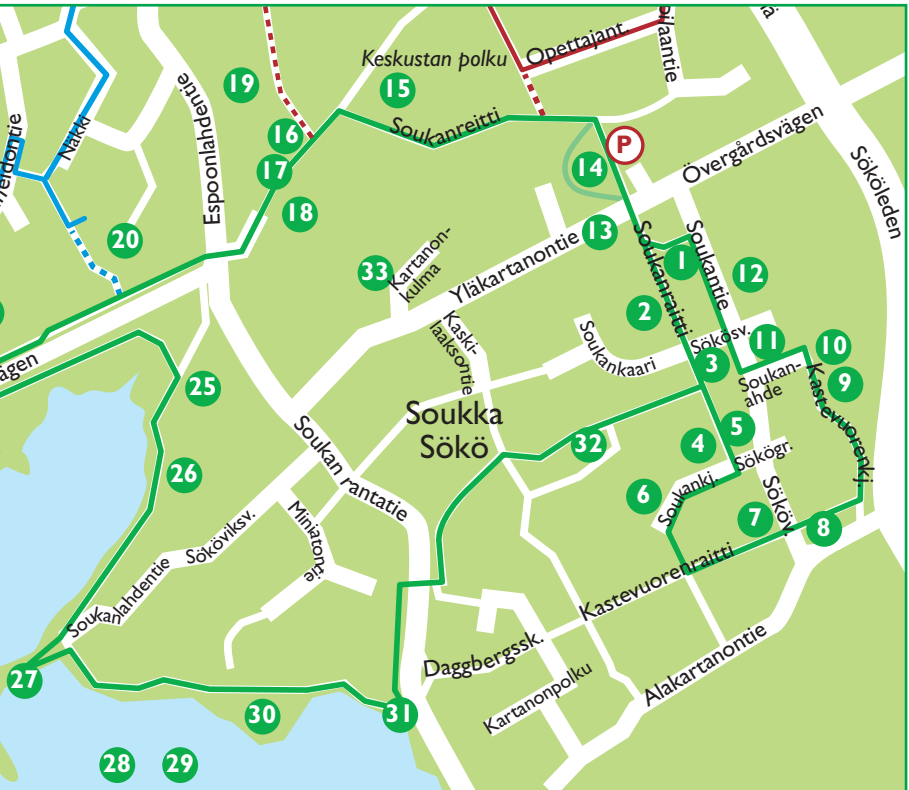 Keskustan polku
Opettajant.
Näkki
Espoonlahdentie
Soukanreitti
Övergårdsvägen
Sököleden
P
19
15
16
17
14
18
20
13
33
Kartanon-
kulma
Yläkartanontie
Soukanraitti
Soukantie
1
12
2
Kaski-
laaksontie
Soukankaari
Sökösv.
11
10
3
Soukan-
ahde
9
Kastevuorenkj.
ägen
25
Soukan rantatie
Soukka
Sökö
32
4
5
Sökögr.
26
6
Soukankj.
7
Sököv.
8
Sököviksv.
Miniatontie
Soukanlahdentie
Kastevuorenraitti
Daggbergssk.
Alakartanontie
Kartanonpolku
27
30
31
28
29